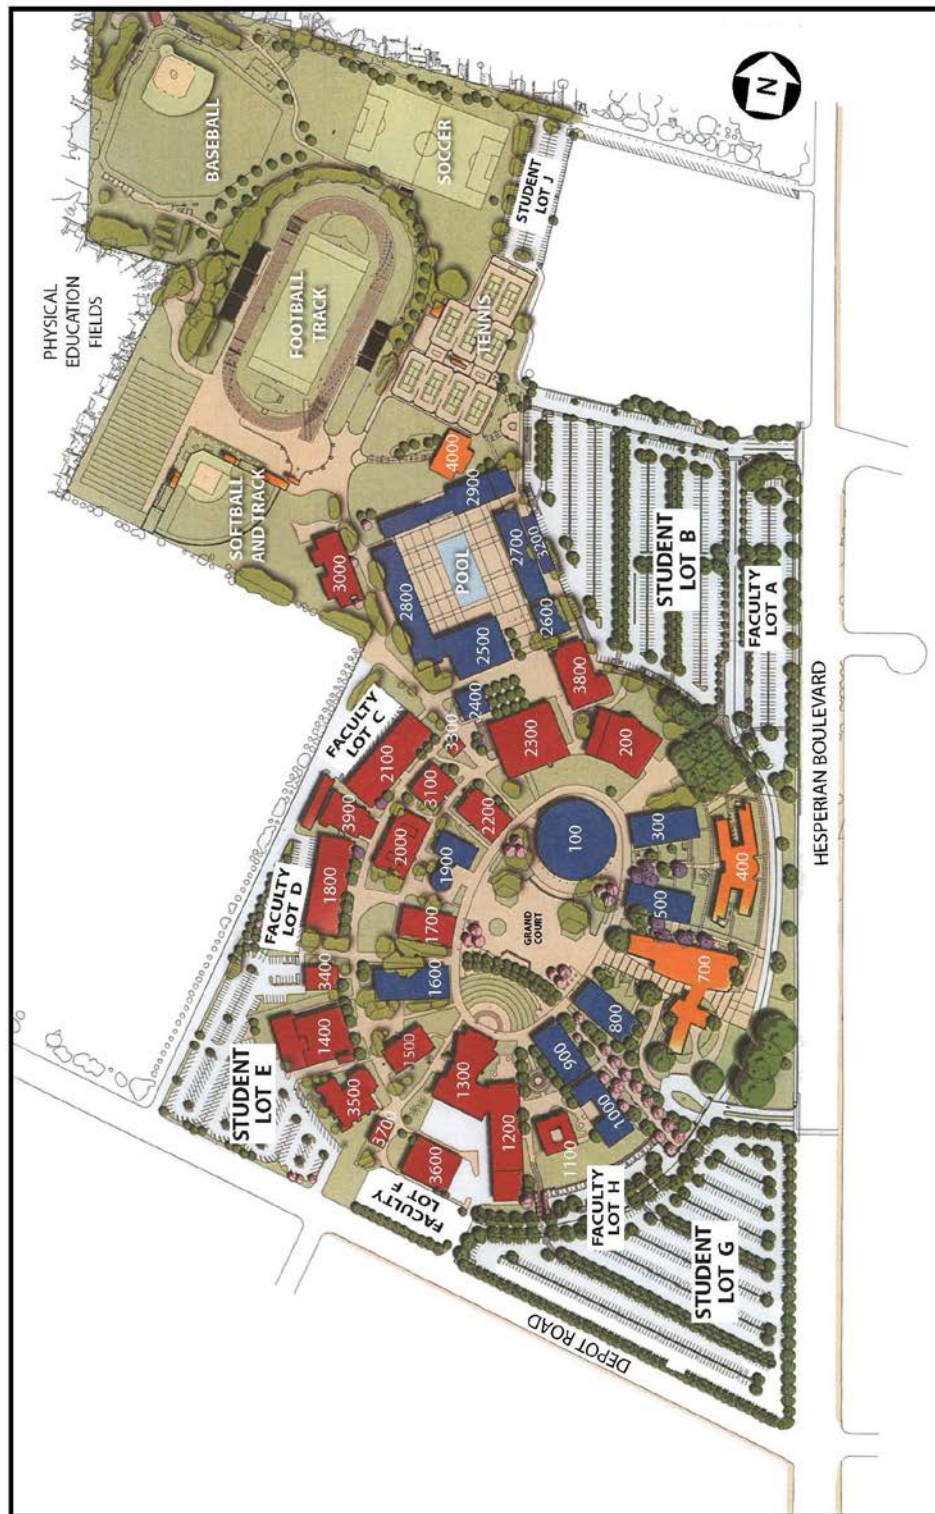 N
BASEBALL
SOCCER
STUDENT
LOT J
PHYSICAL
EDUCATION
FIELDS
FOOTBALL
TRACK
TENNIS
SOFTBALL
AND TRACK
4000
2900
3000
2800
POOL
2700
3200
2600
2500
2400
3800
STUDENT
LOT B
FACULTY
LOT A
FACULTY
LOT C
2100
3300
2300
200
3900
3100
2200
2000
1900
100
300
400
HESPERIAN BOULEVARD
FACULTY
LOT D
1800
1700
GRAND
COURT
500
700
3400
1600
800
900
1000
STUDENT
LOT E
1400
1500
3500
1300
3700
3600
1200
1100
FACULTY
LOT F
FACULTY
LOT H
STUDENT
LOT G
DEPOT ROAD